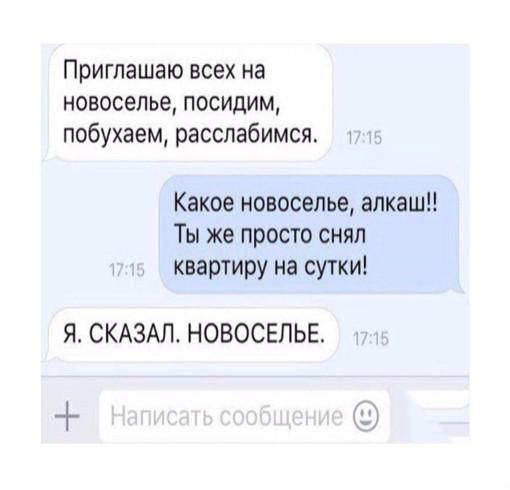 Приглашаю всех на
новоселье, посидим,
побухаем, расслабимся.
17:15
Какое новоселье, алкаш!!
Ты же просто снял
квартиру на сутки!
17:15
Я. СКАЗАЛ. НОВОСЕЛЬЕ.
17:15
Написать сообщение